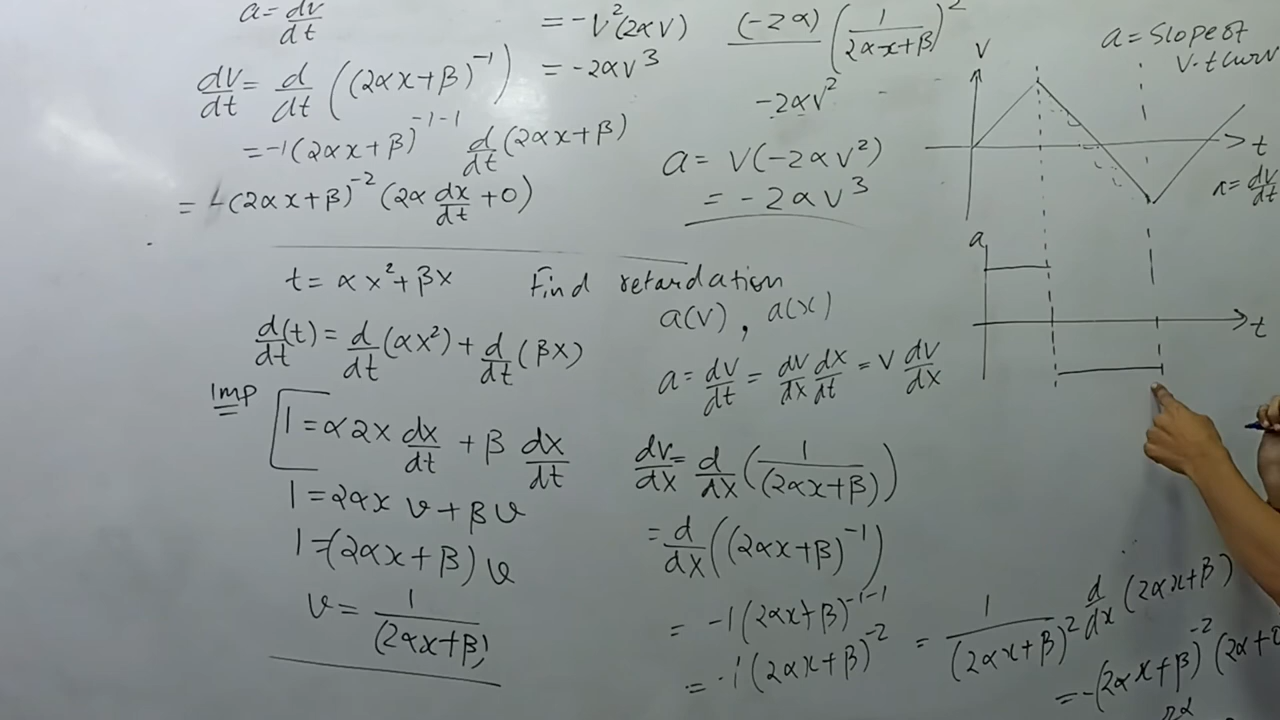 a = dv/dt
dv/dt = d/dt ((2αx+β)^-1)
= -1(2αx+β)^-1-1 d/dt (2αx+β)
= -(2αx+β)^-2 (2α dx/dt + 0)
= -v²(2αv)
= -2αv³
(-2α) (1/(2αx+β))²
-2αv²
a = v(-2αv²)
= -2αv³
a = Slope of
v-t curv
v
t
a = dv/dt
a
t
t = αx² + βx Find retardation
a(v), a(x)
d/dt (t) = d/dt (αx²) + d/dt (βx)
Imp
1 = α2x dx/dt + β dx/dt
1 = 2αx v + βv
1 = (2αx+β) v
v = 1/(2αx+β)
a = dv/dt = dv/dx dx/dt = v dv/dx
dv/dx = d/dx (1/(2αx+β))
= d/dx ((2αx+β)^-1)
= -1(2αx+β)^-1-1
= -1(2αx+β)^-2 = 1/(2αx+β)² d/dx (2αx+β)
= -(2αx+β)^-2 (2α+